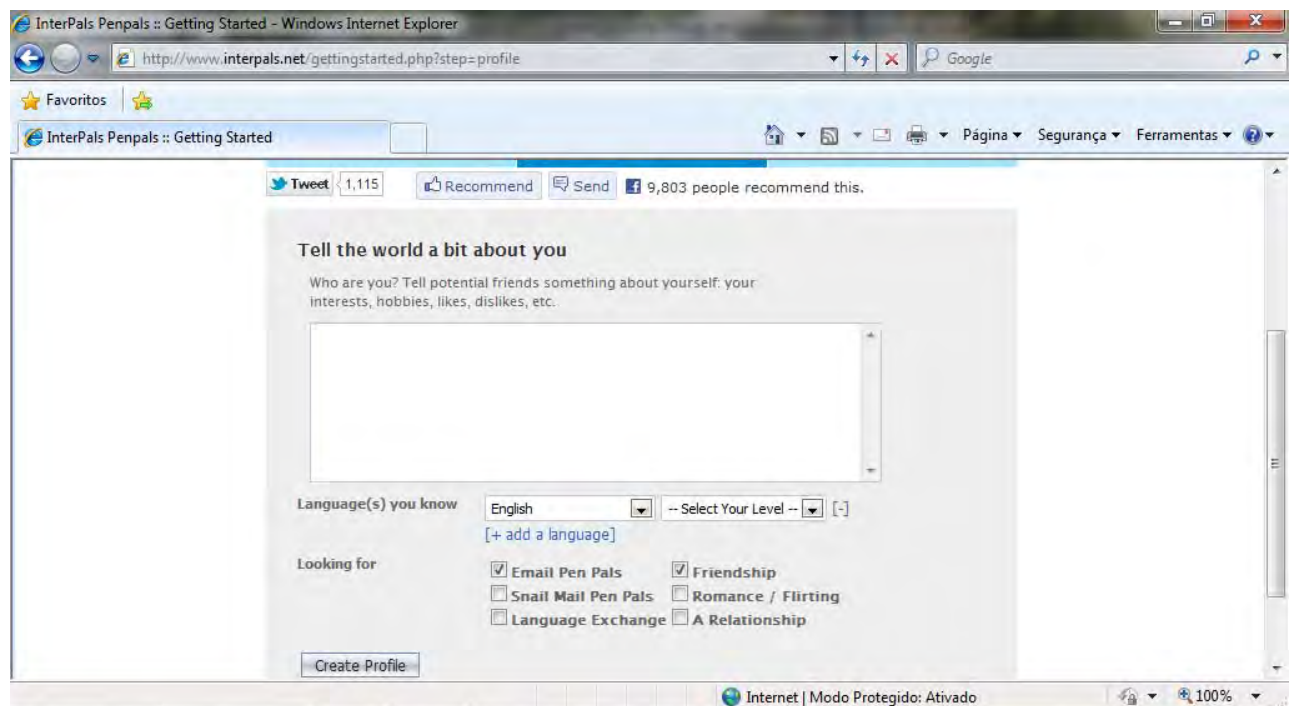 InterPals Penpals :: Getting Started - Windows Internet Explorer
http://www.interpals.net/gettingstarted.php?step=profile
Google
Favoritos
InterPals Penpals :: Getting Started
Página Segurança Ferramentas
Tweet 1,115 Recommend Send 9,803 people recommend this.
Tell the world a bit about you
Who are you? Tell potential friends something about yourself: your
interests, hobbies, likes, dislikes, etc.
Language(s) you know English -- Select Your Level -- [-]
[+ add a language]
Looking for Email Pen Pals Friendship
Snail Mail Pen Pals Romance / Flirting
Language Exchange A Relationship
Create Profile
Internet | Modo Protegido: Ativado 100%